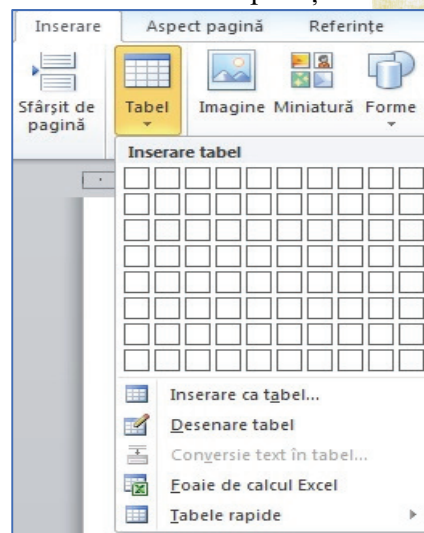 Inserare Aspect pagină Referințe
Sfârșit de pagină Tabel Imagine Miniatură Forme
Inserare tabel
Inserare ca tabel...
Desenare tabel
Conversie text în tabel...
Foaie de calcul Excel
Tabele rapide